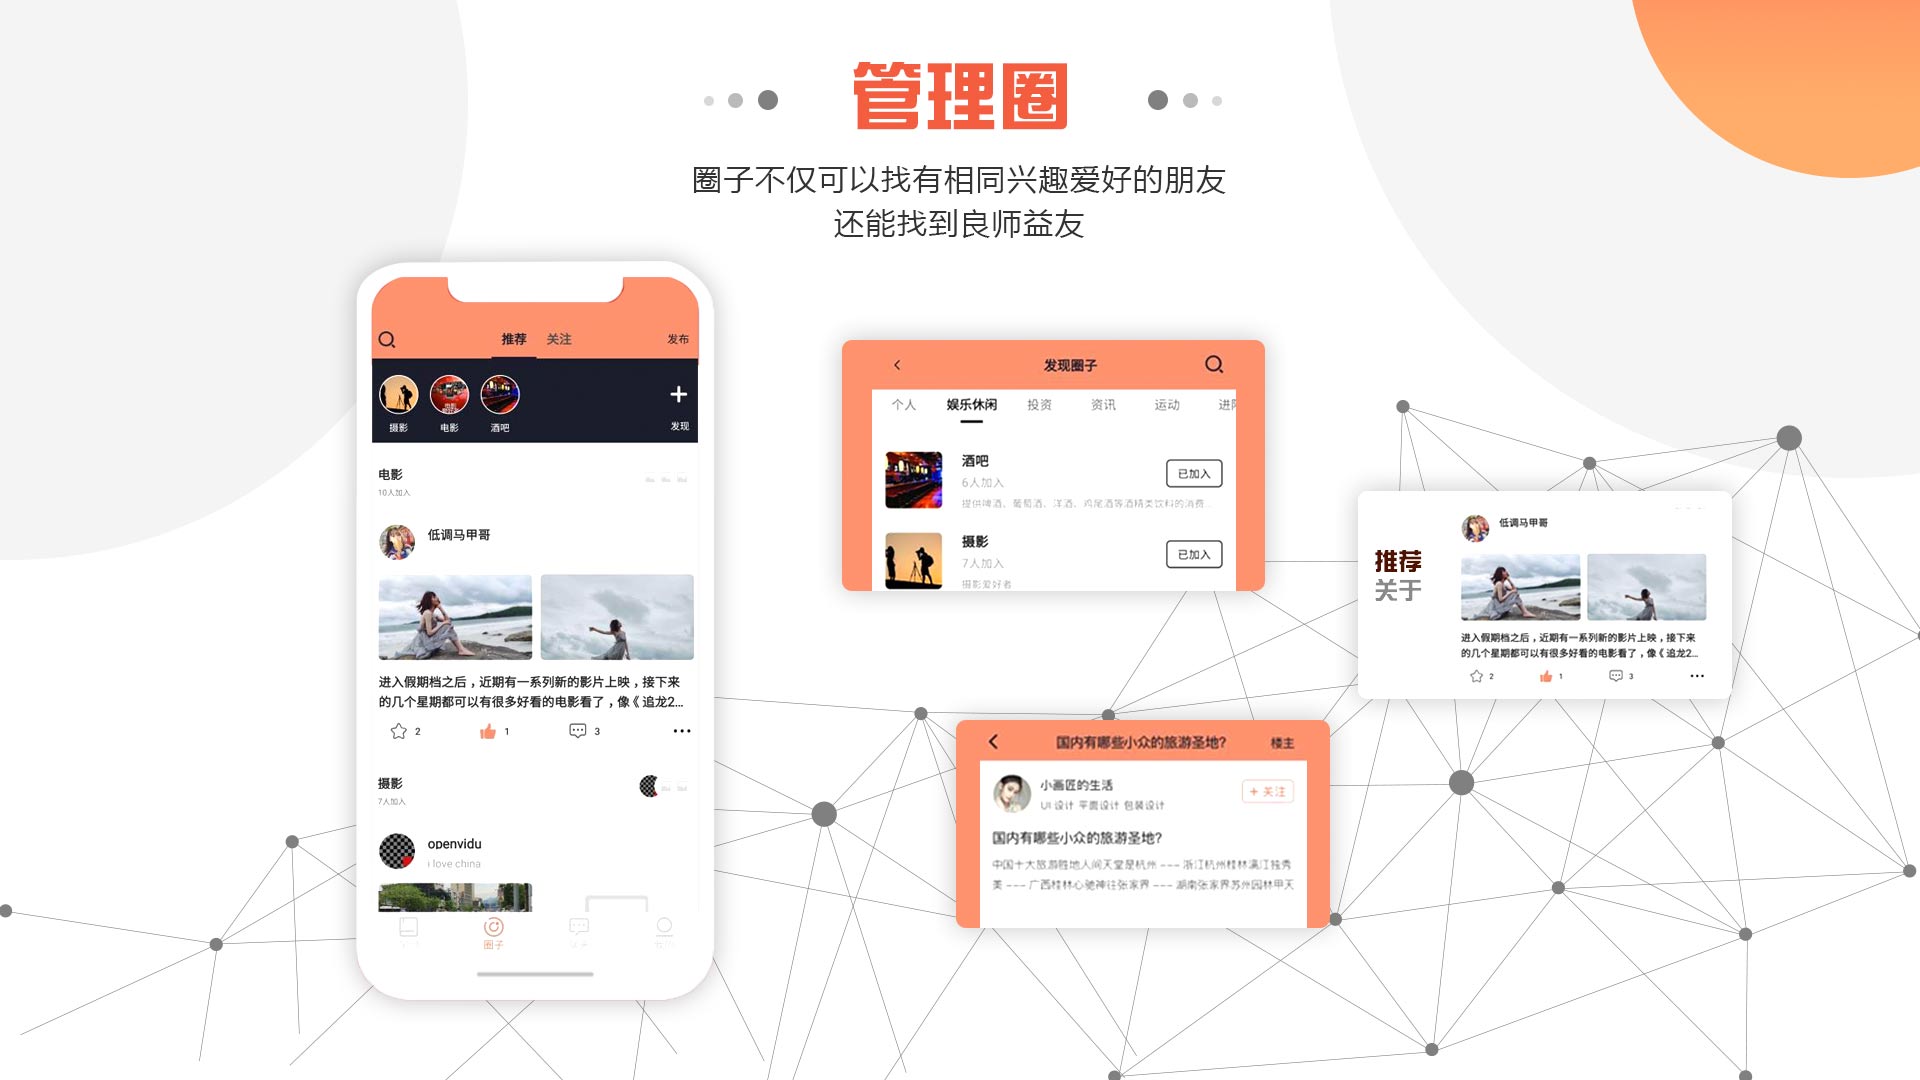 管理圈
圈子不仅可以找有相同兴趣爱好的朋友
还能找到良师益友
推荐 关注 发布
摄影 电影 酒吧 发现
电影
10人加入
低调马甲哥
进入假期档之后，近期有一系列新的影片上映，接下来
的几个星期都可以有很多好看的电影看了，像《追龙2...
2 1 3
摄影
7人加入
openvidu
i love china
圈子
发现圈子
个人 娱乐休闲 投资 资讯 运动
酒吧
6人加入
已加入
提供啤酒、葡萄酒、洋酒、鸡尾酒等酒精类饮料的消费...
摄影
7人加入
已加入
摄影爱好者
推荐
关于
低调马甲哥
进入假期档之后，近期有一系列新的影片上映，接下来
的几个星期都可以有很多好看的电影看了，像《追龙2...
2 1 3
国内有哪些小众的旅游圣地? 楼主
小画匠的生活
UI 设计 平面设计 包装设计
+ 关注
国内有哪些小众的旅游圣地?
中国十大旅游胜地人间天堂是杭州 --- 浙江杭州桂林漓江独秀
美 --- 广西桂林心驰神往张家界 --- 湖南张家界苏州园林甲天